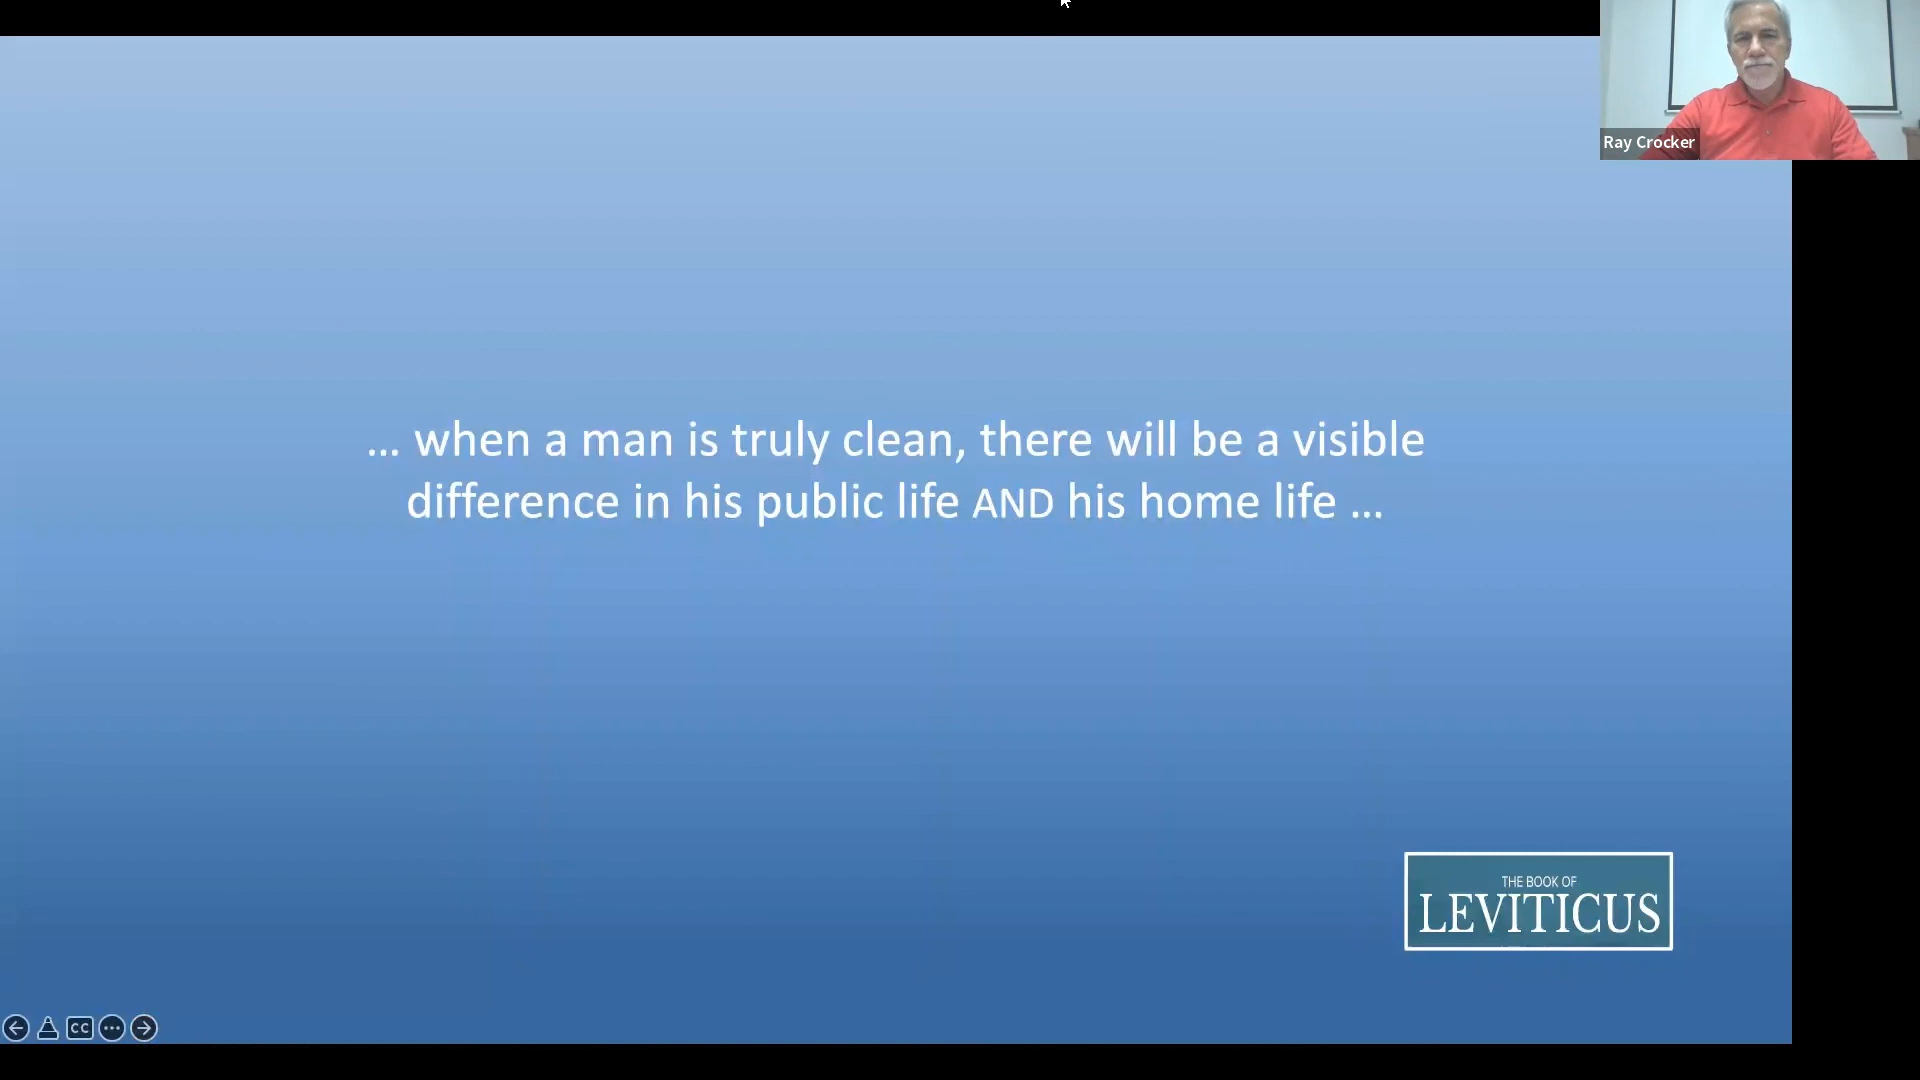 Ray Crocker
... when a man is truly clean, there will be a visible
difference in his public life AND his home life ...
THE BOOK OF
LEVITICUS
CC